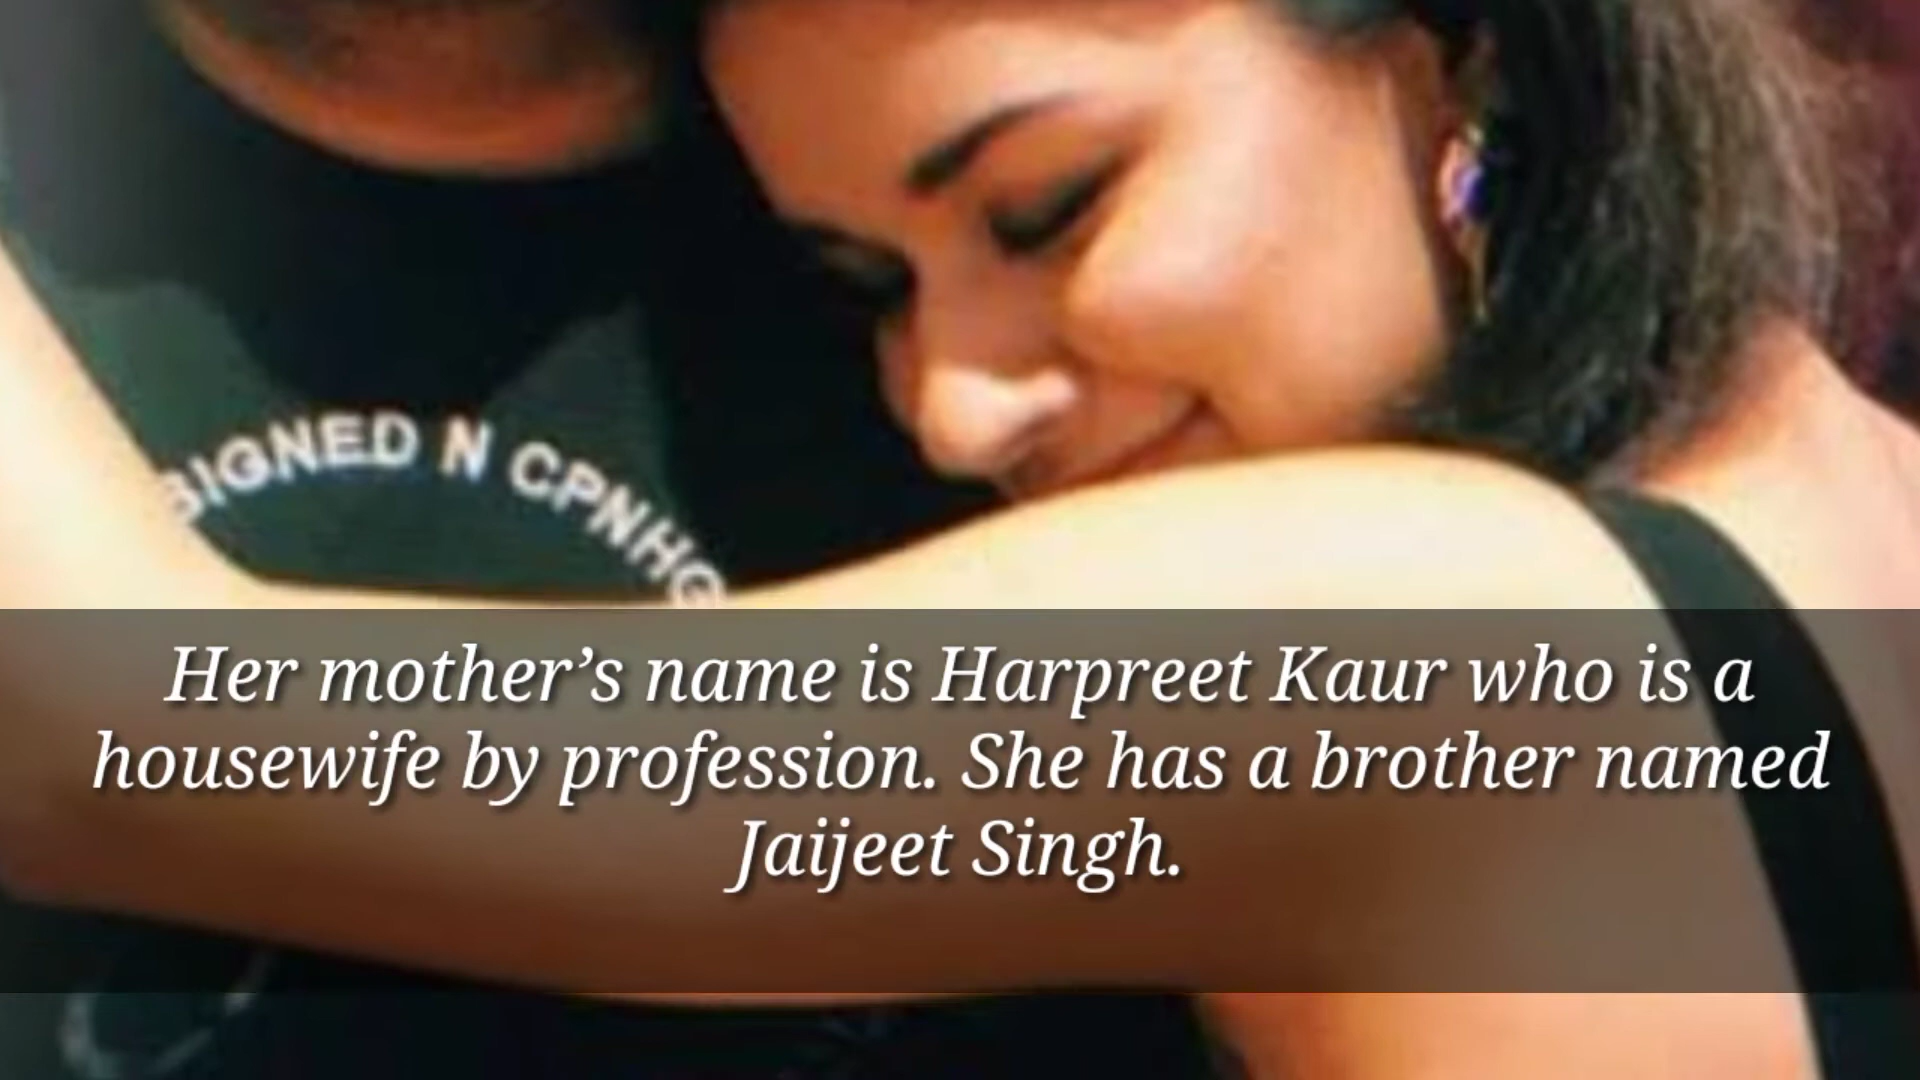 SIGNED N CPNHG
Her mother’s name is Harpreet Kaur who is a
housewife by profession. She has a brother named
Jaijeet Singh.